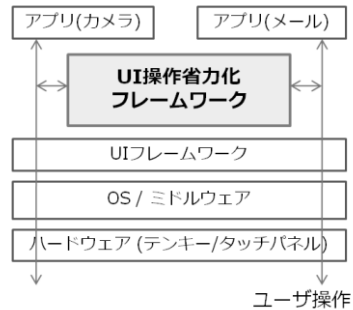 アプリ(カメラ)
アプリ(メール)
UI操作省力化
フレームワーク
UIフレームワーク
OS / ミドルウェア
ハードウェア (テンキー/タッチパネル)
ユーザ操作